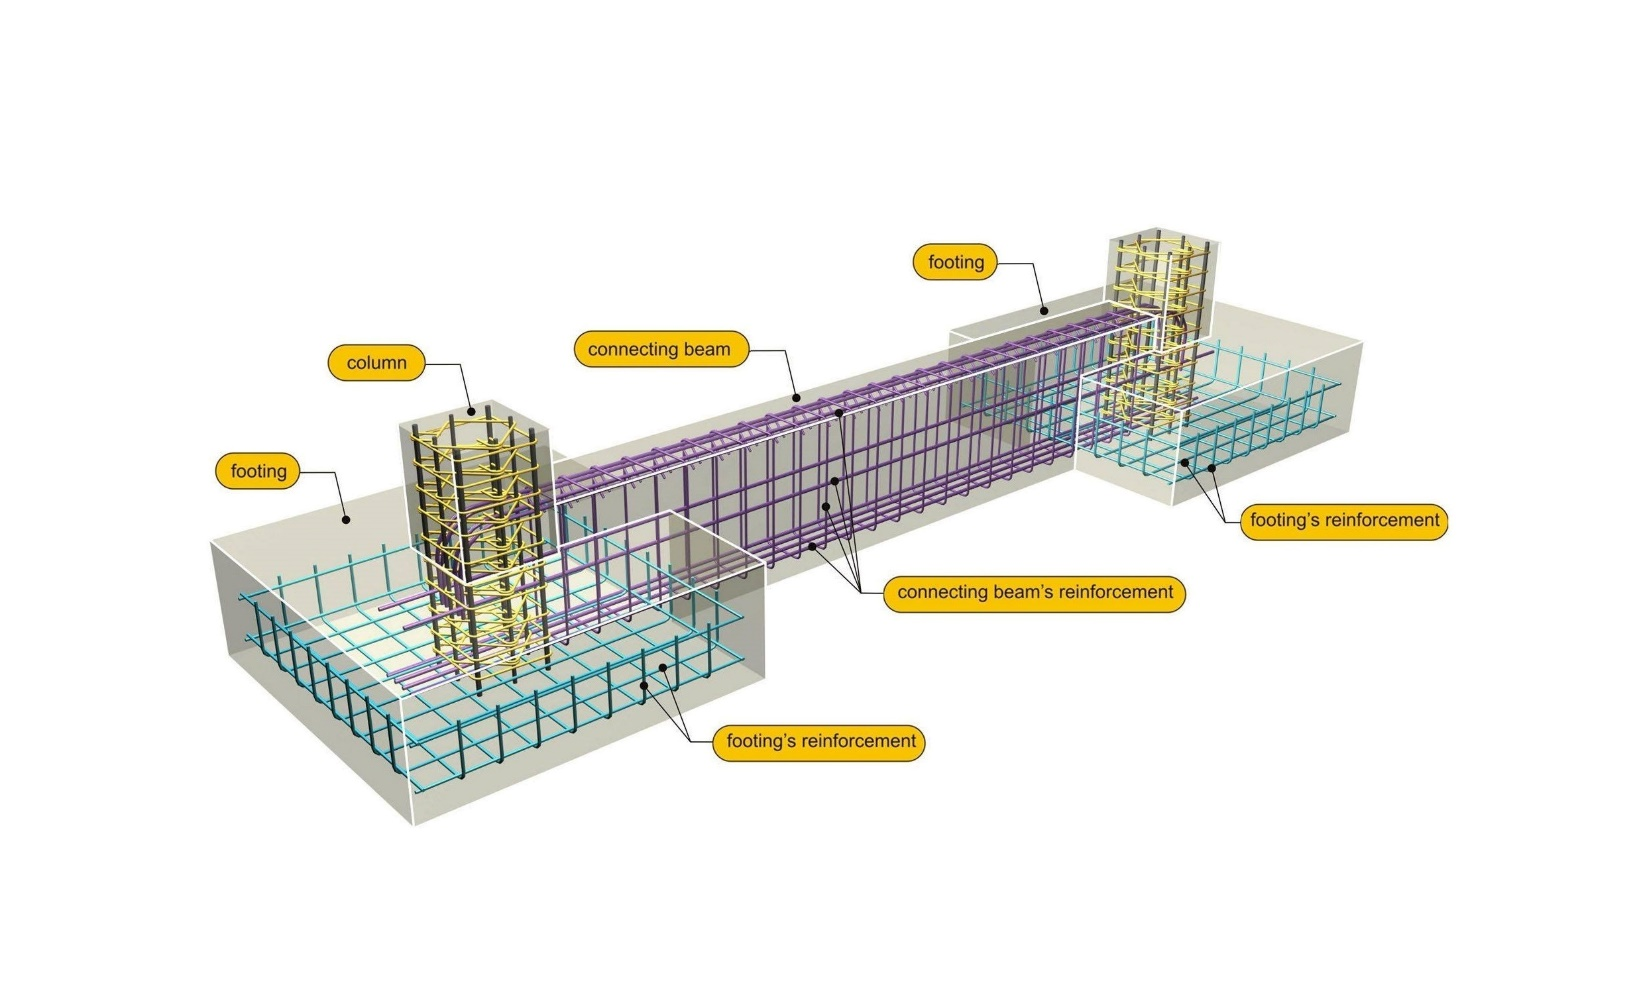 footing
connecting beam
column
footing
footing's reinforcement
connecting beam's reinforcement
footing's reinforcement